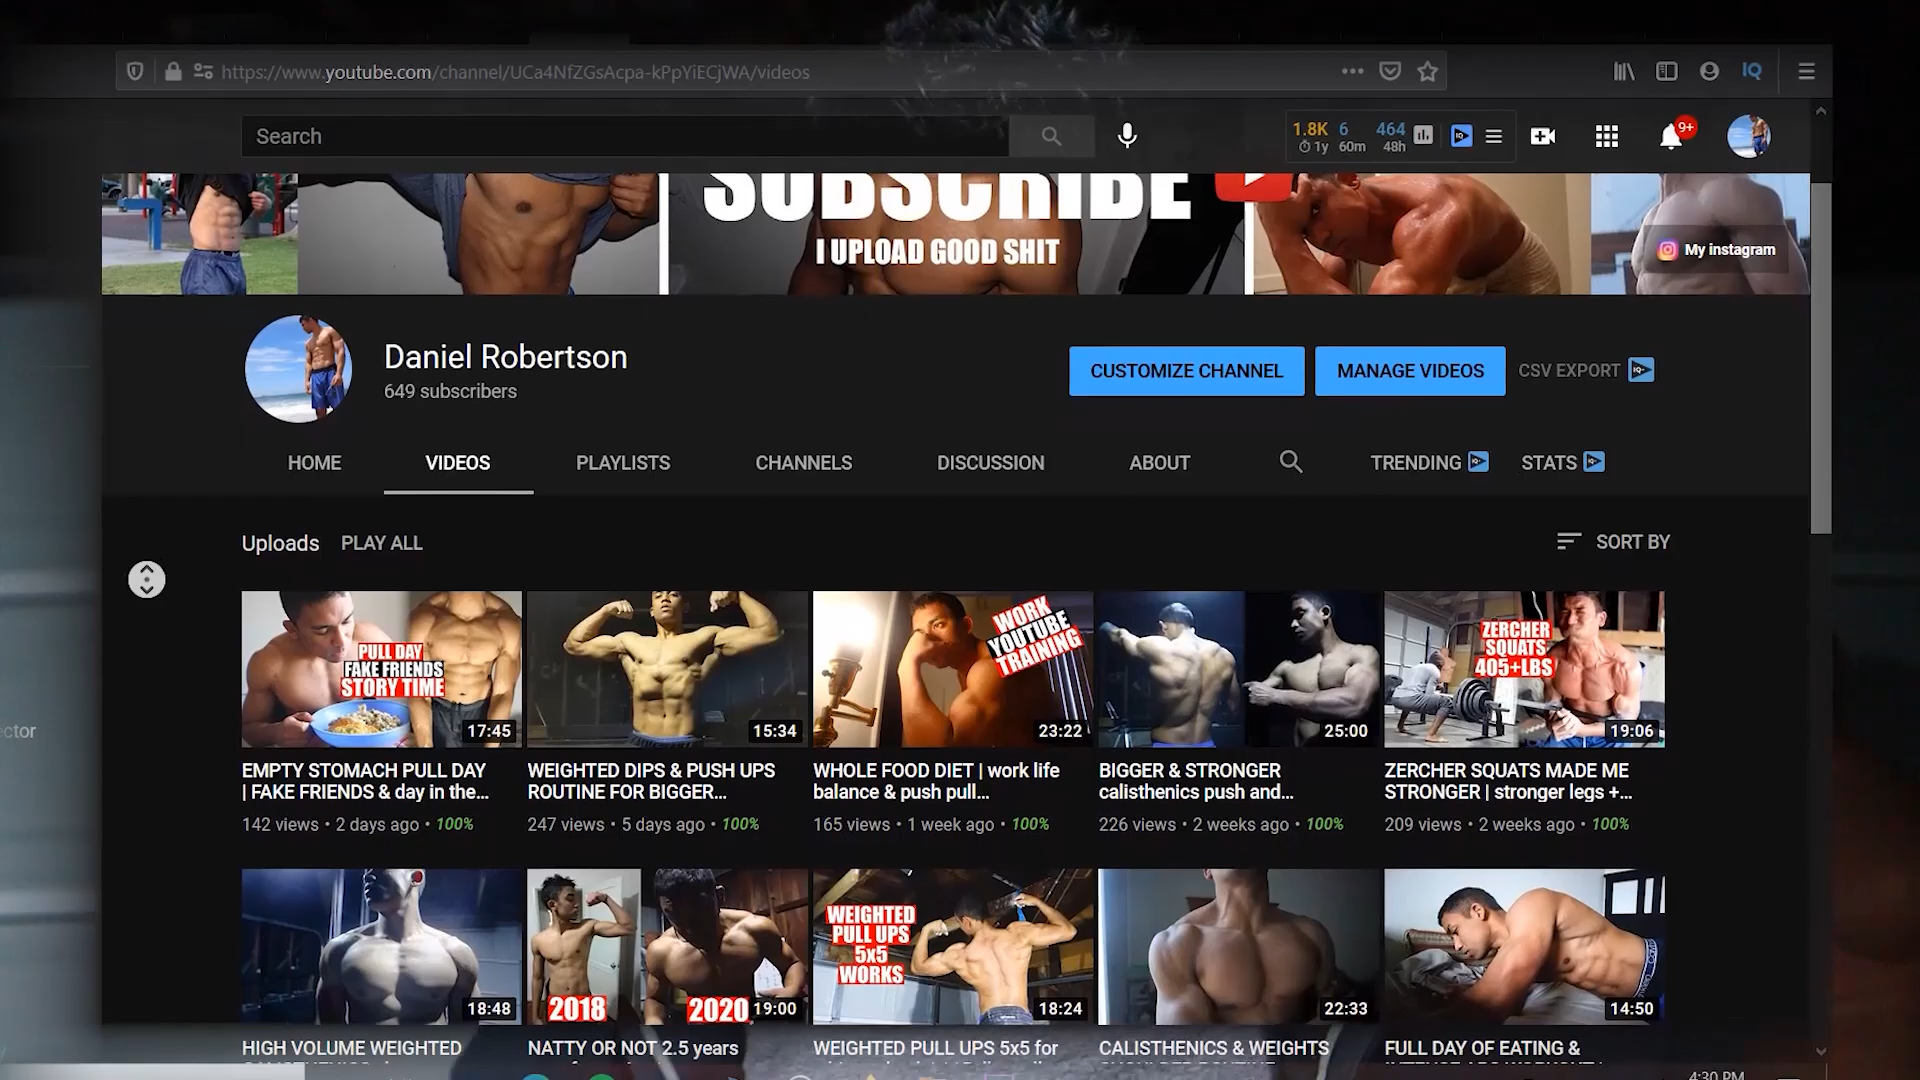 https://www.youtube.com/channel/UCa4NfZGsAcpa-kPpYiECjWA/videos
IQ
Search
1.8K 6 464
1y 60m 48h
9+
SUBSCRIBE
I UPLOAD GOOD SHIT
My instagram
Daniel Robertson
649 subscribers
CUSTOMIZE CHANNEL
MANAGE VIDEOS
CSV EXPORT
HOME
VIDEOS
PLAYLISTS
CHANNELS
DISCUSSION
ABOUT
TRENDING
STATS
Uploads
PLAY ALL
SORT BY
PULL DAY
FAKE FRIENDS
STORY TIME
17:45
15:34
WORK
YOUTUBE
TRAINING
23:22
25:00
ZERCHER
SQUATS
405+LBS
19:06
EMPTY STOMACH PULL DAY
| FAKE FRIENDS & day in the...
142 views • 2 days ago • 100%
WEIGHTED DIPS & PUSH UPS
ROUTINE FOR BIGGER...
247 views • 5 days ago • 100%
WHOLE FOOD DIET | work life
balance & push pull...
165 views • 1 week ago • 100%
BIGGER & STRONGER
calisthenics push and...
226 views • 2 weeks ago • 100%
ZERCHER SQUATS MADE ME
STRONGER | stronger legs +...
209 views • 2 weeks ago • 100%
ector
18:48
2018
2020
19:00
WEIGHTED
PULL UPS
5x5
WORKS
18:24
22:33
14:50
HIGH VOLUME WEIGHTED
NATTY OR NOT 2.5 years
WEIGHTED PULL UPS 5x5 for
CALISTHENICS & WEIGHTS
FULL DAY OF EATING &
4:30 PM